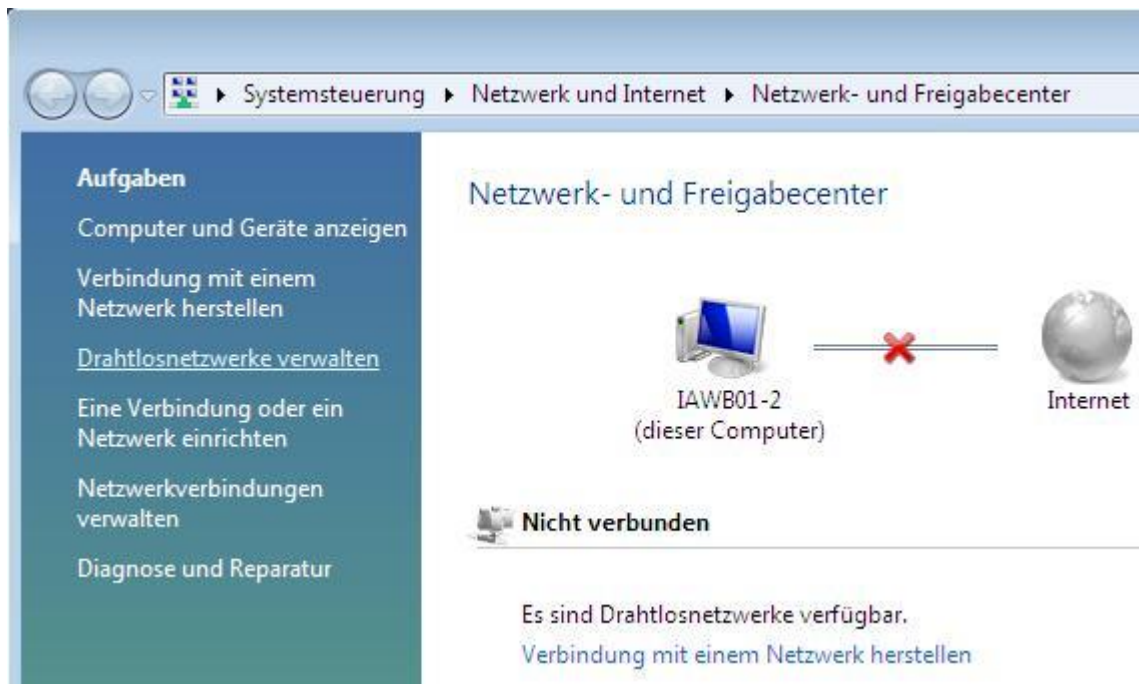 Systemsteuerung
Netzwerk und Internet
Netzwerk- und Freigabecenter
Aufgaben
Computer und Geräte anzeigen
Verbindung mit einem
Netzwerk herstellen
Drahtlosnetzwerke verwalten
Eine Verbindung oder ein
Netzwerk einrichten
Netzwerkverbindungen
verwalten
Diagnose und Reparatur
Netzwerk- und Freigabecenter
IAWB01-2
(dieser Computer)
Internet
Nicht verbunden
Es sind Drahtlosnetzwerke verfügbar.
Verbindung mit einem Netzwerk herstellen